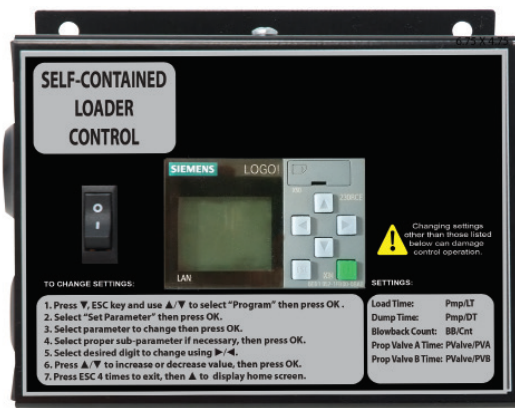 SELF-CONTAINED
LOADER
CONTROL
SIEMENS LOGO!
ESC
OK
LAN
Changing settings
other than those listed
below can damage
control operation.
TO CHANGE SETTINGS:
1. Press ▼, ESC key and use ▲/▼ to select "Program" then press OK .
2. Select "Set Parameter" then press OK.
3. Select parameter to change then press OK.
4. Select proper sub-parameter if necessary, then press OK.
5. Select desired digit to change using ▶/◀.
6. Press ▲/▼ to increase or decrease value, then press OK.
7. Press ESC 4 times to exit, then ▲ to display home screen.
SETTINGS:
Load Time: Pmp/LT
Dump Time: Pmp/DT
Blowback Count: BB/Cnt
Prop Valve A Time: PValve/PVA
Prop Valve B Time: PValve/PVB